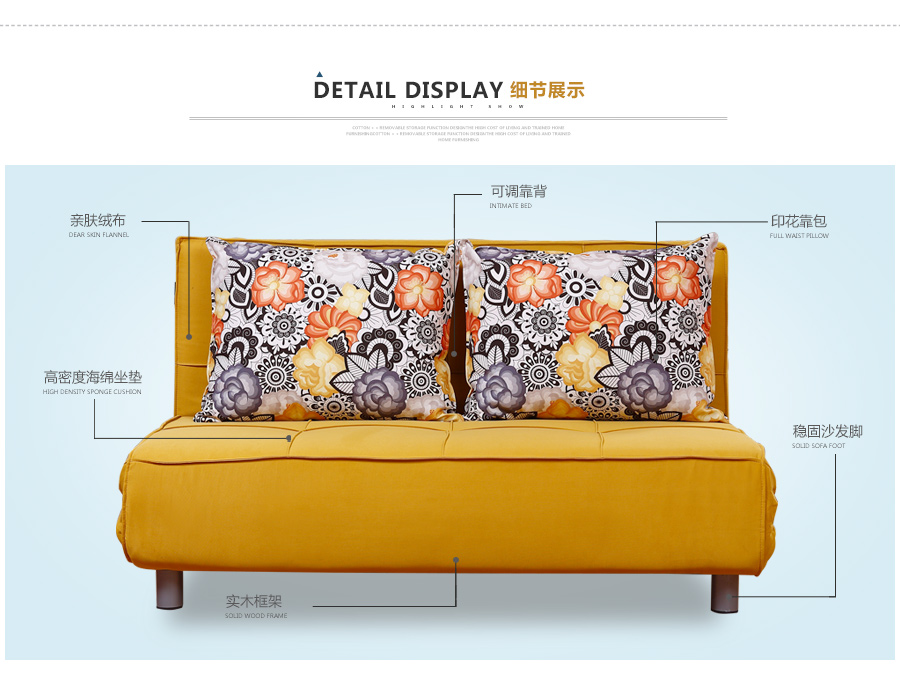 DETAIL DISPLAY 细节展示
HIGHLIGHT SHOW
可调靠背
INTIMATE BED
亲肤绒布
DEAR SKIN FLANNEL
印花靠包
FULL WAIST PILLOW
高密度海绵坐垫
HIGH DENSITY SPONGE CUSHION
稳固沙发脚
SOLID SOFA FOOT
实木框架
SOLID WOOD FRAME